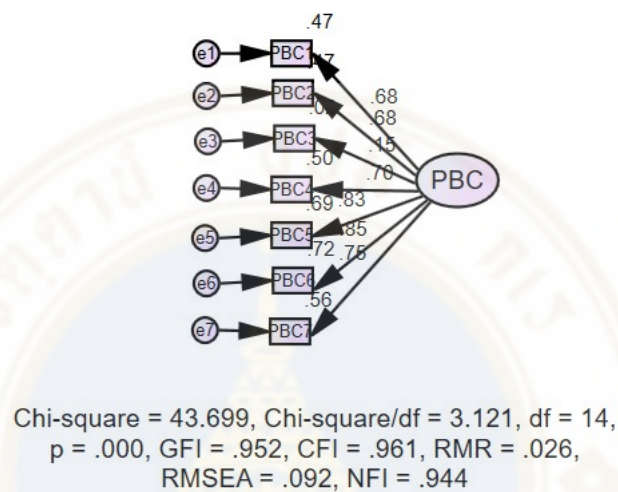 .47
e1 PBC1 .47
e2 PBC2 .68
.68
e3 PBC3 .15
.50 .70 PBC
e4 PBC4
.69 .83
e5 PBC5 .85
.72 .75
e6 PBC6
.56
e7 PBC7
Chi-square = 43.699, Chi-square/df = 3.121, df = 14,
p = .000, GFI = .952, CFI = .961, RMR = .026,
RMSEA = .092, NFI = .944